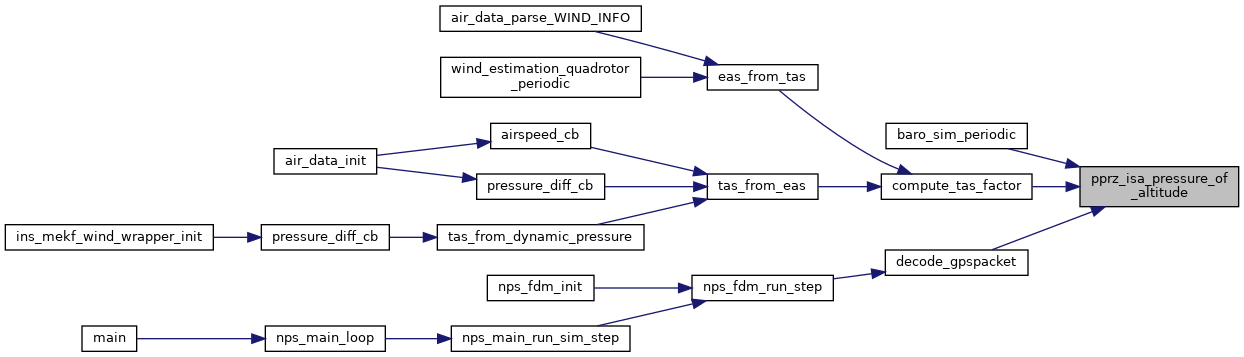 air_data_parse_WIND_INFO
wind_estimation_quadrotor
_periodic
eas_from_tas
airspeed_cb
baro_sim_periodic
air_data_init
pressure_diff_cb
tas_from_eas
compute_tas_factor
pprz_isa_pressure_of
_altitude
ins_mekf_wind_wrapper_init
pressure_diff_cb
tas_from_dynamic_pressure
decode_gpspacket
nps_fdm_init
nps_fdm_run_step
main
nps_main_loop
nps_main_run_sim_step